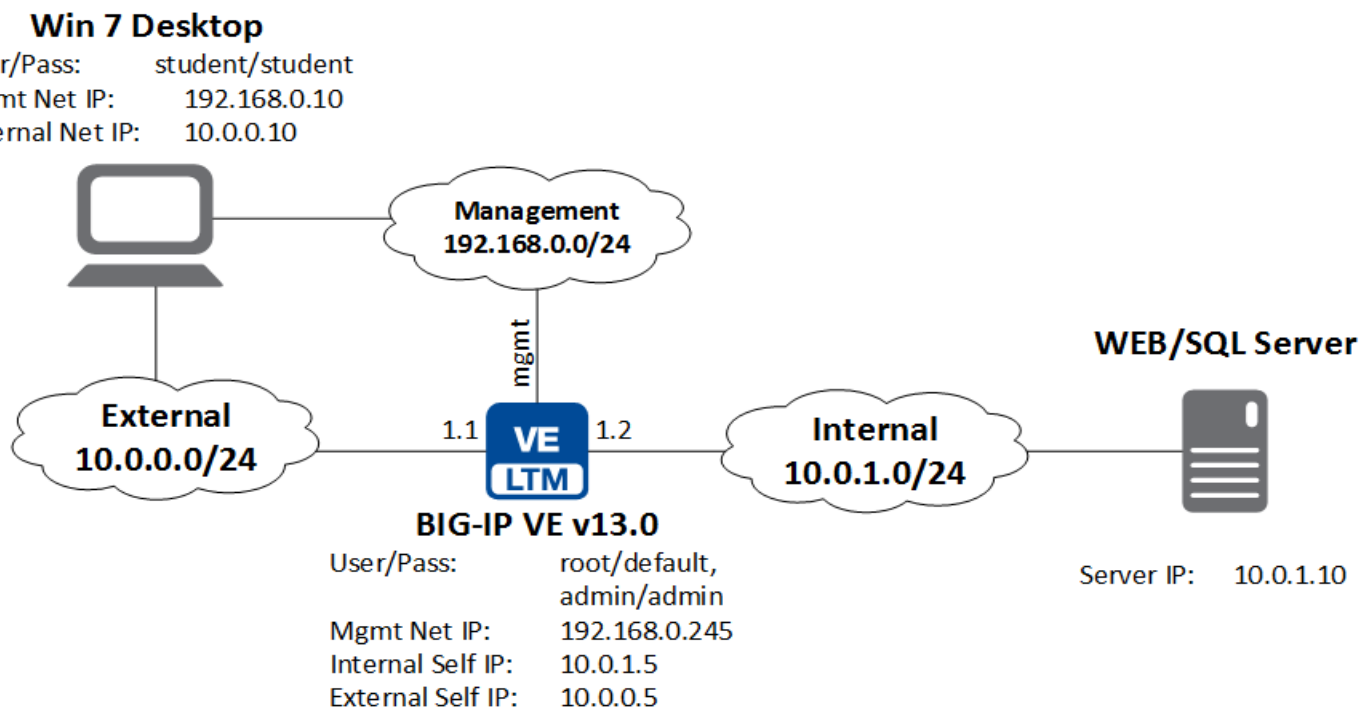 Win 7 Desktop
r/Pass: student/student
mt Net IP: 192.168.0.10
ernal Net IP: 10.0.0.10
Management
192.168.0.0/24
mgmt
WEB/SQL Server
External
10.0.0.0/24
1.1
VE
LTM
1.2
Internal
10.0.1.0/24
BIG-IP VE v13.0
User/Pass: root/default,
admin/admin
Mgmt Net IP: 192.168.0.245
Internal Self IP: 10.0.1.5
External Self IP: 10.0.0.5
Server IP: 10.0.1.10